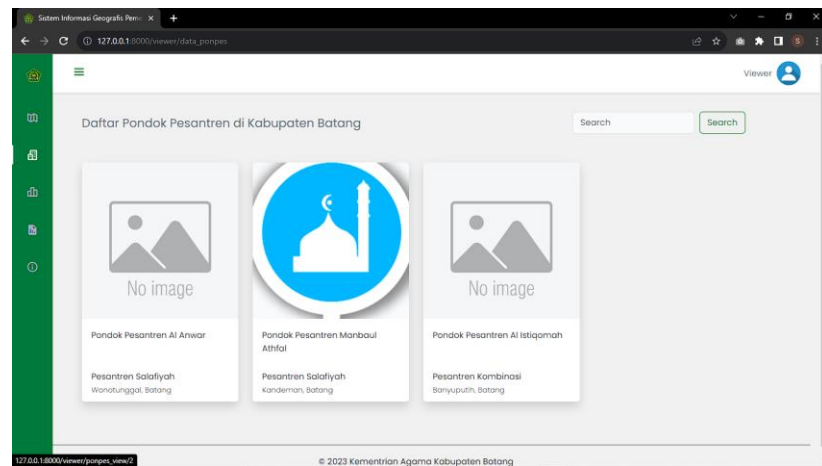 Sistem Informasi Geografis Peme
127.0.0.1:8000/viewer/data_ponpes
S
Viewer
Daftar Pondok Pesantren di Kabupaten Batang
Search
Search
No image
No image
Pondok Pesantren Al Anwar
Pesantren Salafiyah
Wonotunggal, Batang
Pondok Pesantren Manbaul
Athfal
Pesantren Salafiyah
Kandeman, Batang
Pondok Pesantren Al Istiqomah
Pesantren Kombinasi
Banyuputih, Batang
127.0.0.1:8000/viewer/ponpes_view/2
© 2023 Kementrian Agama Kabupaten Batang